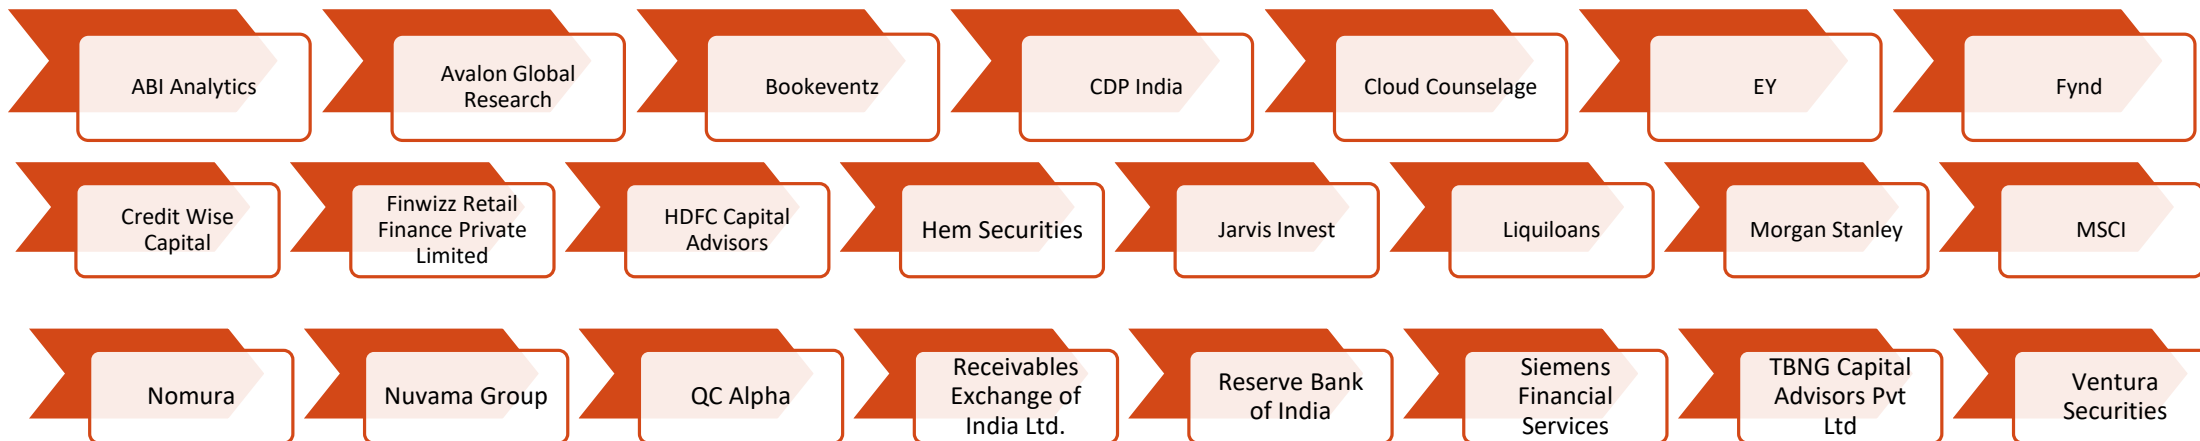 ABI Analytics
Avalon Global
Research
Bookeventz
CDP India
Cloud Counselage
EY
Fynd
Credit Wise
Capital
Finwizz Retail
Finance Private
Limited
HDFC Capital
Advisors
Hem Securities
Jarvis Invest
Liquiloans
Morgan Stanley
MSCI
Nomura
Nuvama Group
QC Alpha
Receivables
Exchange of
India Ltd.
Reserve Bank
of India
Siemens
Financial
Services
TBNG Capital
Advisors Pvt
Ltd
Ventura
Securities